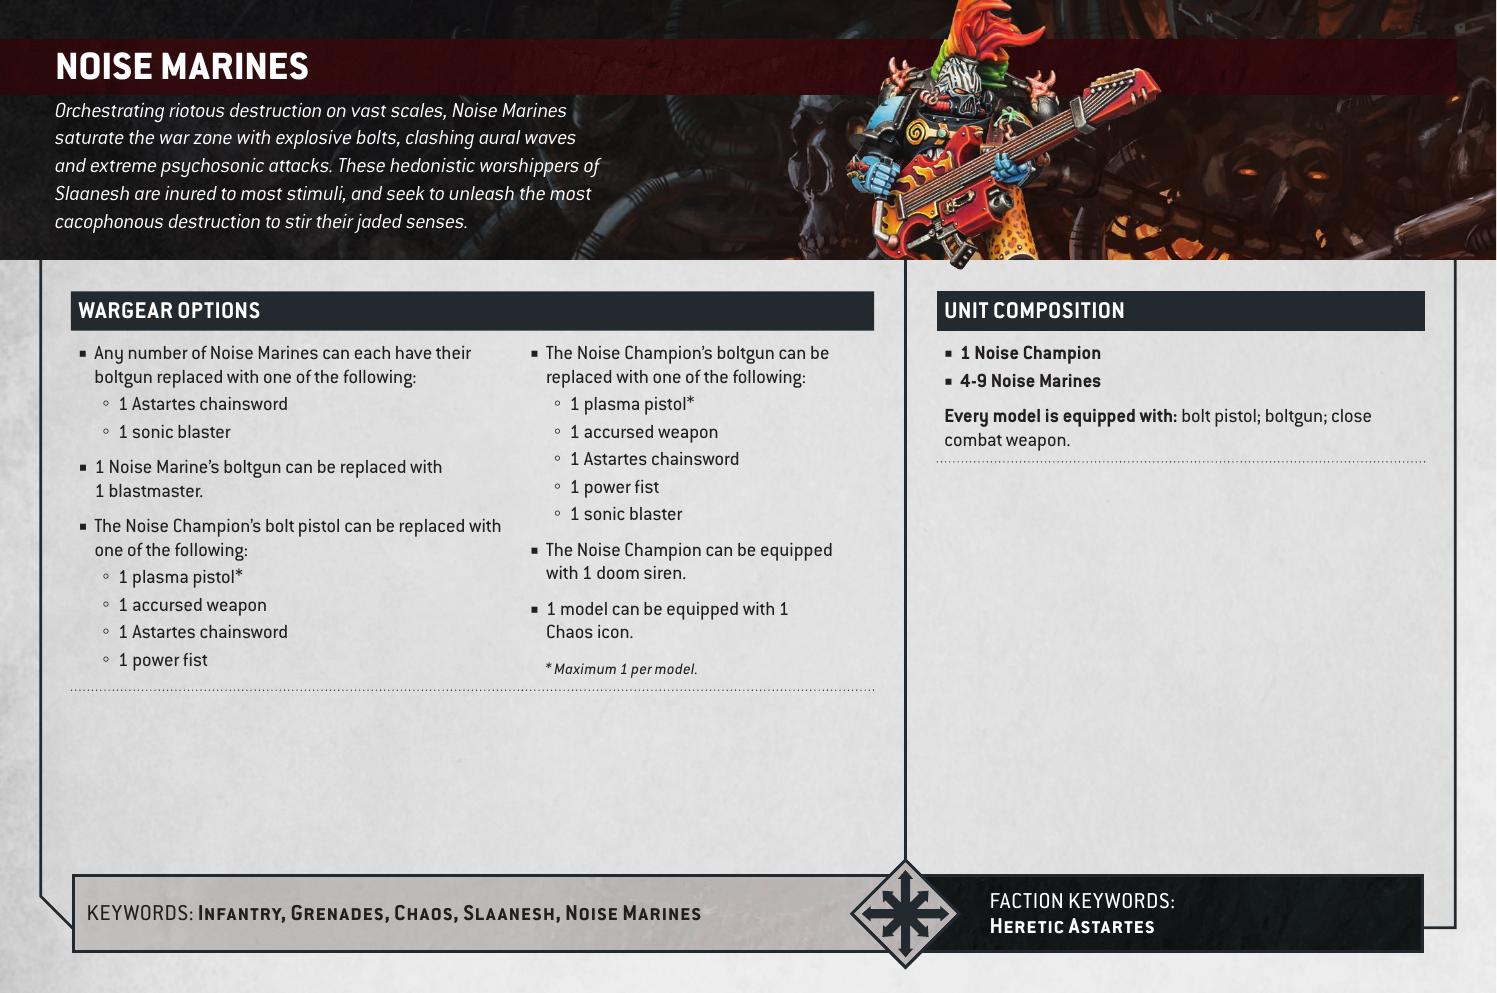 NOISE MARINES
Orchestrating riotous destruction on vast scales, Noise Marines
saturate the war zone with explosive bolts, clashing aural waves
and extreme psychosonic attacks. These hedonistic worshippers of
Slaanesh are inured to most stimuli, and seek to unleash the most
cacophonous destruction to stir their jaded senses.
WARGEAR OPTIONS
▪ Any number of Noise Marines can each have their
boltgun replaced with one of the following:
◦ 1 Astartes chainsword
◦ 1 sonic blaster
▪ 1 Noise Marine’s boltgun can be replaced with
1 blastmaster.
▪ The Noise Champion’s bolt pistol can be replaced with
one of the following:
◦ 1 plasma pistol*
◦ 1 accursed weapon
◦ 1 Astartes chainsword
◦ 1 power fist
▪ The Noise Champion’s boltgun can be
replaced with one of the following:
◦ 1 plasma pistol*
◦ 1 accursed weapon
◦ 1 Astartes chainsword
◦ 1 power fist
◦ 1 sonic blaster
▪ The Noise Champion can be equipped
with 1 doom siren.
▪ 1 model can be equipped with 1
Chaos icon.
* Maximum 1 per model.
UNIT COMPOSITION
▪ 1 Noise Champion
▪ 4-9 Noise Marines
Every model is equipped with: bolt pistol; boltgun; close
combat weapon.
KEYWORDS: INFANTRY, GRENADES, CHAOS, SLAANESH, NOISE MARINES
FACTION KEYWORDS:
HERETIC ASTARTES